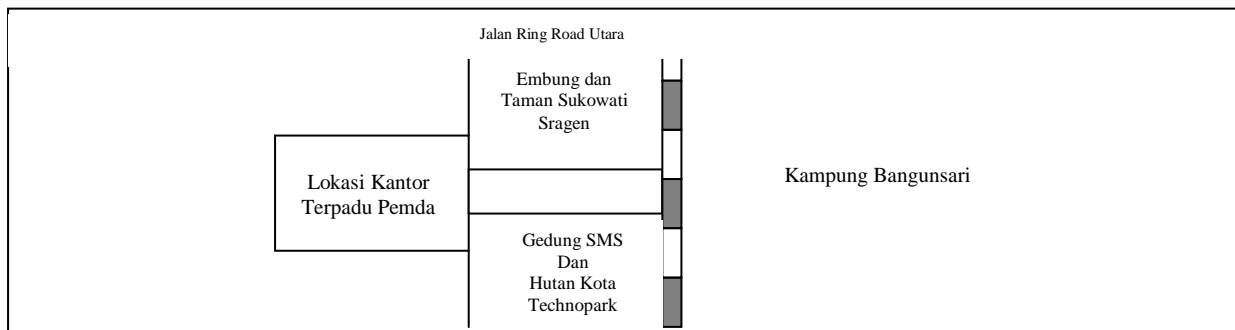 Jalan Ring Road Utara
Embung dan
Taman Sukowati
Sragen
Lokasi Kantor
Terpadu Pemda
Kampung Bangunsari
Gedung SMS
Dan
Hutan Kota
Technopark